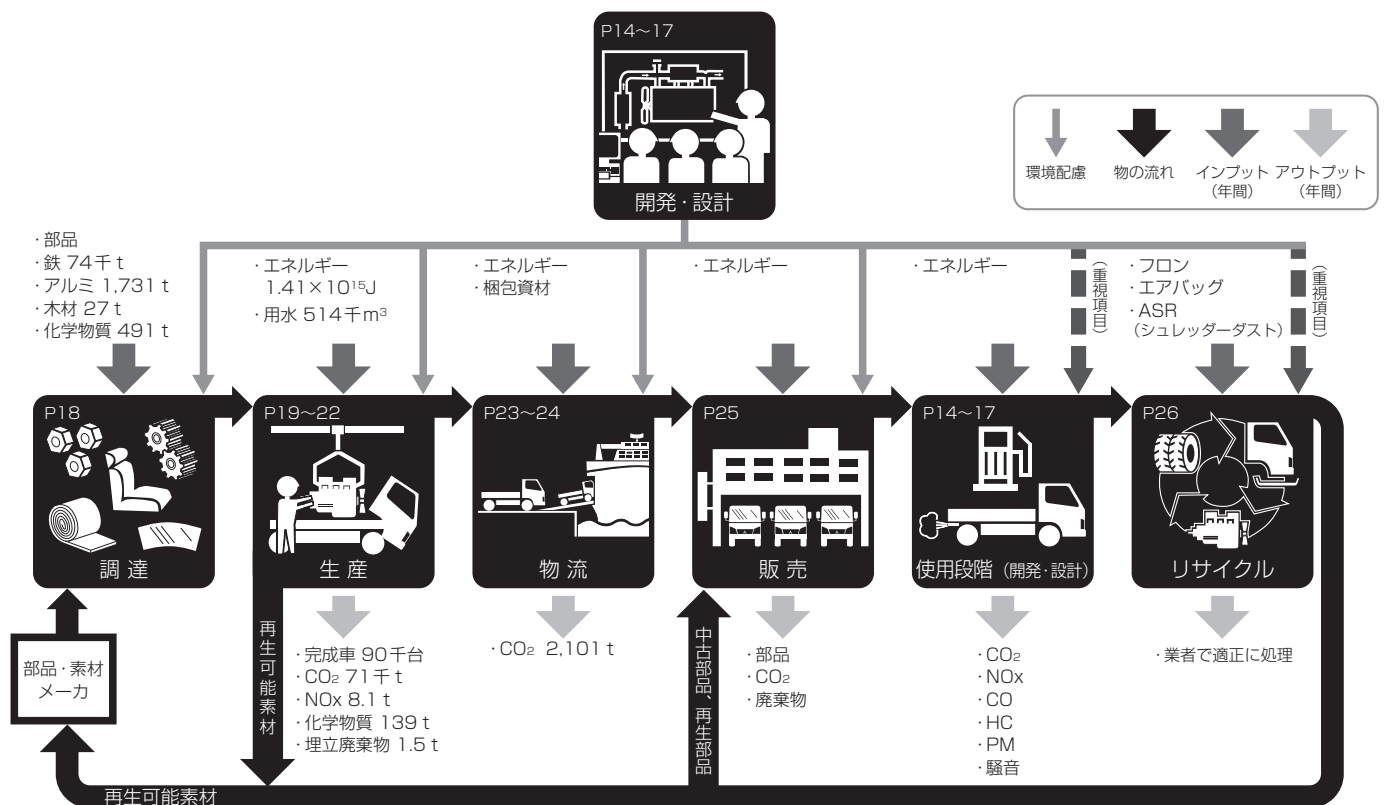 P14～17
開発・設計
環境配慮
物の流れ
インプット
（年間）
アウトプット
（年間）
・部品
・鉄 74千t
・アルミ 1,731t
・木材 27t
・化学物質 491t
・エネルギー
1.41×10¹⁵J
・用水 514千m³
・エネルギー
・梱包資材
・エネルギー
・エネルギー
（重視項目）
・フロン
・エアバッグ
・ASR
（シュレッダーダスト）
（重視項目）
P18
調達
P19～22
生産
P23～24
物流
P25
販売
P14～17
使用段階（開発・設計）
P26
リサイクル
部品・素材
メーカ
再生可能素材
・完成車 90千台
・CO₂ 71千t
・NOx 8.1t
・化学物質 139t
・埋立廃棄物 1.5t
・CO₂ 2,101t
中古部品、再生部品
・部品
・CO₂
・廃棄物
・CO₂
・NOx
・CO
・HC
・PM
・騒音
・業者で適正に処理
再生可能素材